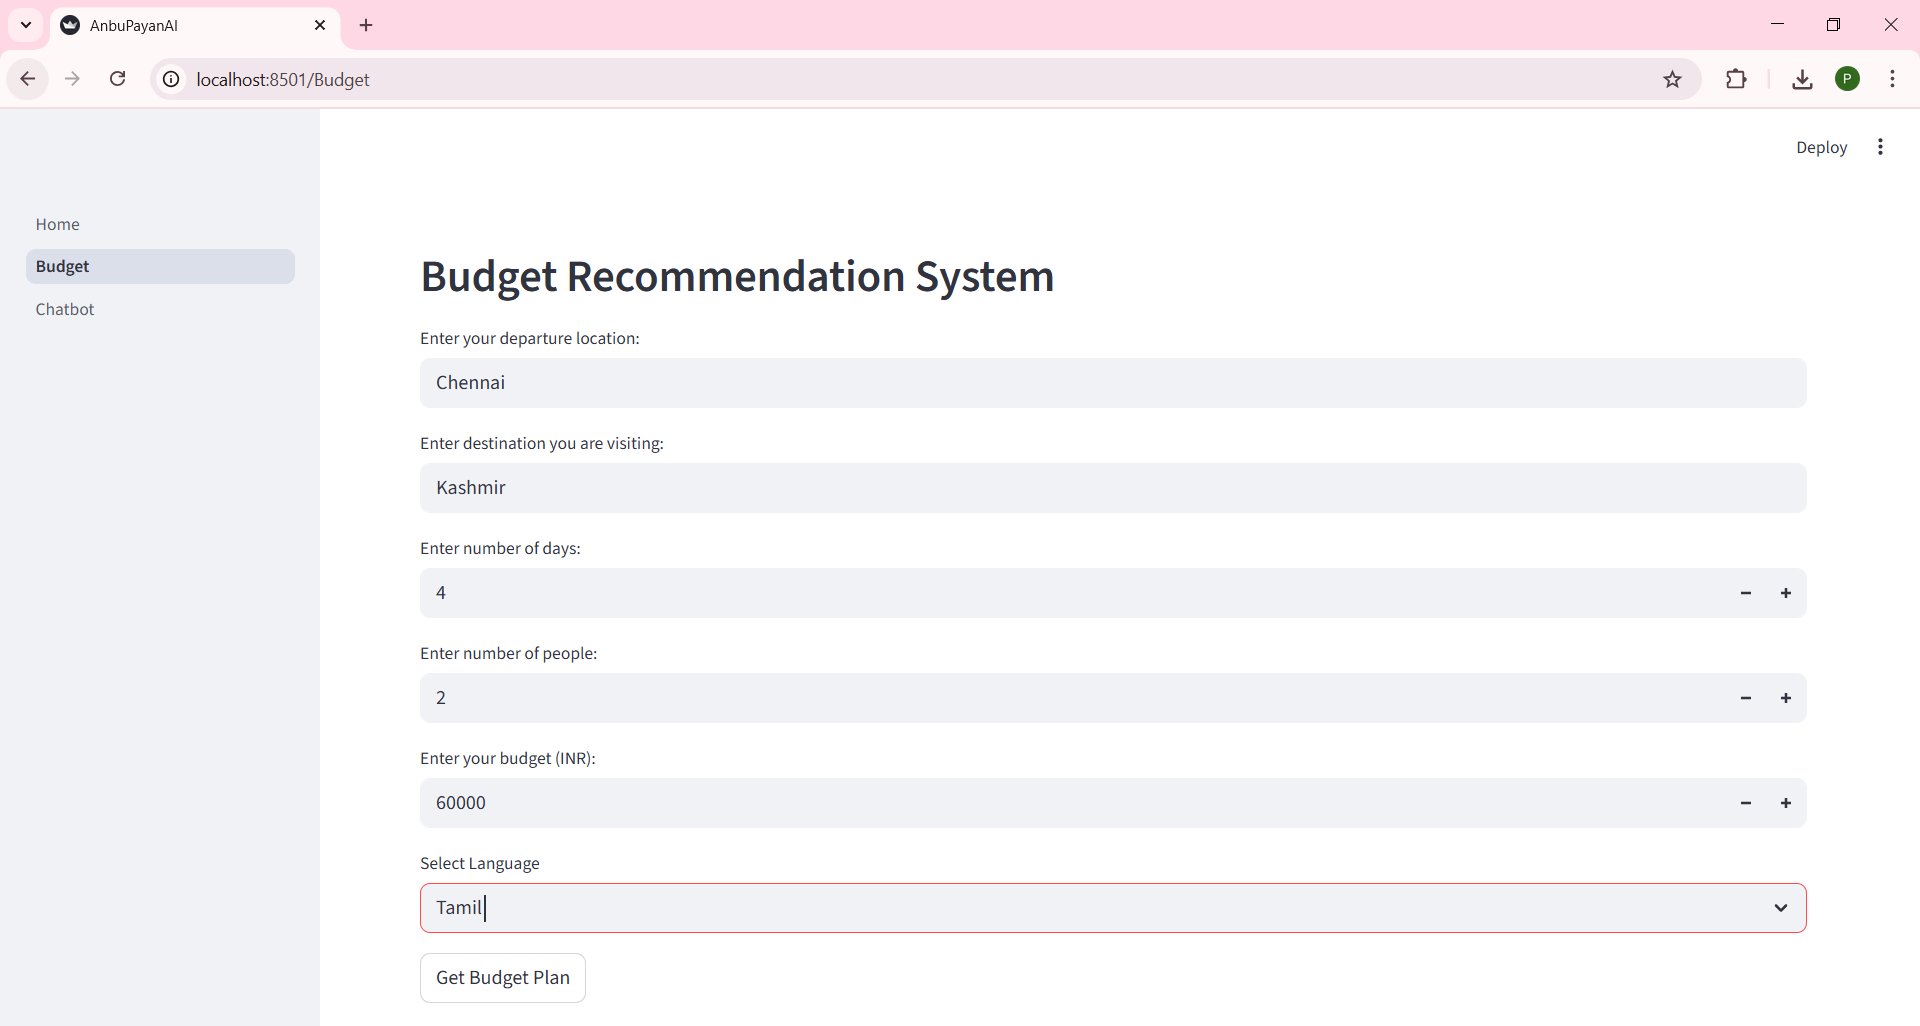 AnbuPayanAI
localhost:8501/Budget
P
Deploy
Home
Budget
Chatbot
Budget Recommendation System
Enter your departure location:
Chennai
Enter destination you are visiting:
Kashmir
Enter number of days:
4
Enter number of people:
2
Enter your budget (INR):
60000
Select Language
Tamil
Get Budget Plan